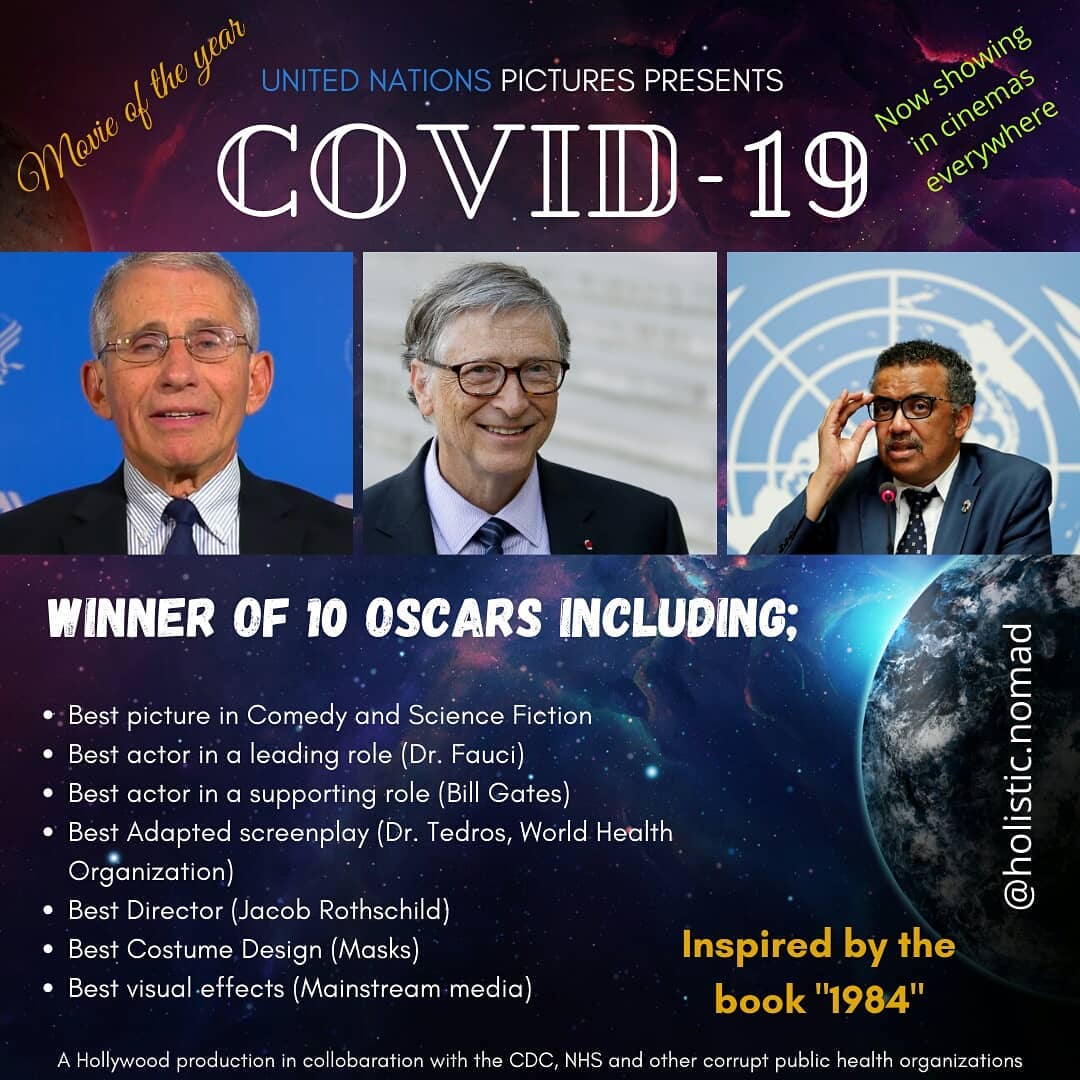 Movie of the year
UNITED NATIONS PICTURES PRESENTS
Now showing
in cinemas
everywhere
COVID-19
WINNER OF 10 OSCARS INCLUDING;
• Best picture in Comedy and Science Fiction
• Best actor in a leading role (Dr. Fauci)
• Best actor in a supporting role (Bill Gates)
• Best Adapted screenplay (Dr. Tedros, World Health
Organization)
• Best Director (Jacob Rothschild)
• Best Costume Design (Masks)
• Best visual effects (Mainstream media)
@holistic.nomad
Inspired by the
book "1984"
A Hollywood production in collobaration with the CDC, NHS and other corrupt public health organizations